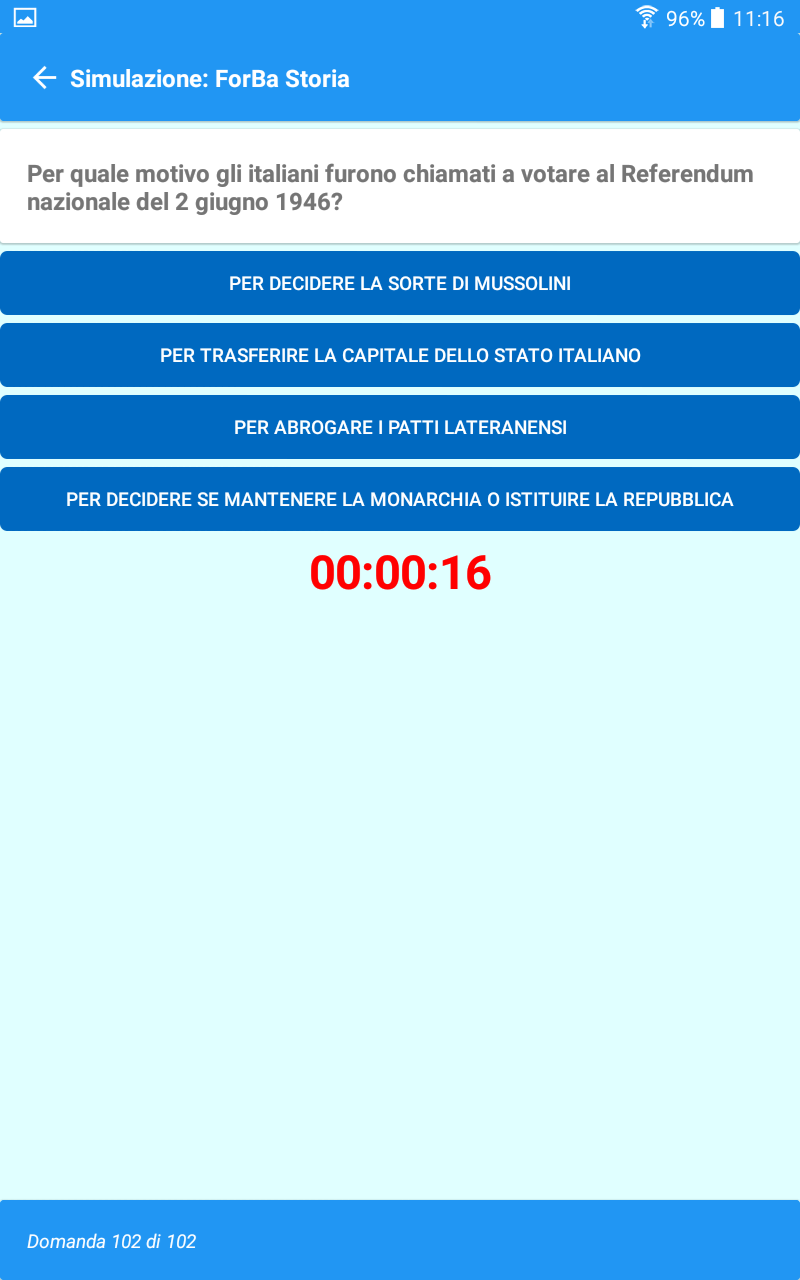 96% 11:16
Simulazione: ForBa Storia
Per quale motivo gli italiani furono chiamati a votare al Referendum
nazionale del 2 giugno 1946?
PER DECIDERE LA SORTE DI MUSSOLINI
PER TRASFERIRE LA CAPITALE DELLO STATO ITALIANO
PER ABROGARE I PATTI LATERANENSI
PER DECIDERE SE MANTENERE LA MONARCHIA O ISTITUIRE LA REPUBBLICA
00:00:16
Domanda 102 di 102